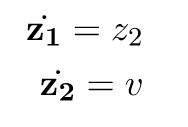 ż₁ = z₂
ż₂ = v